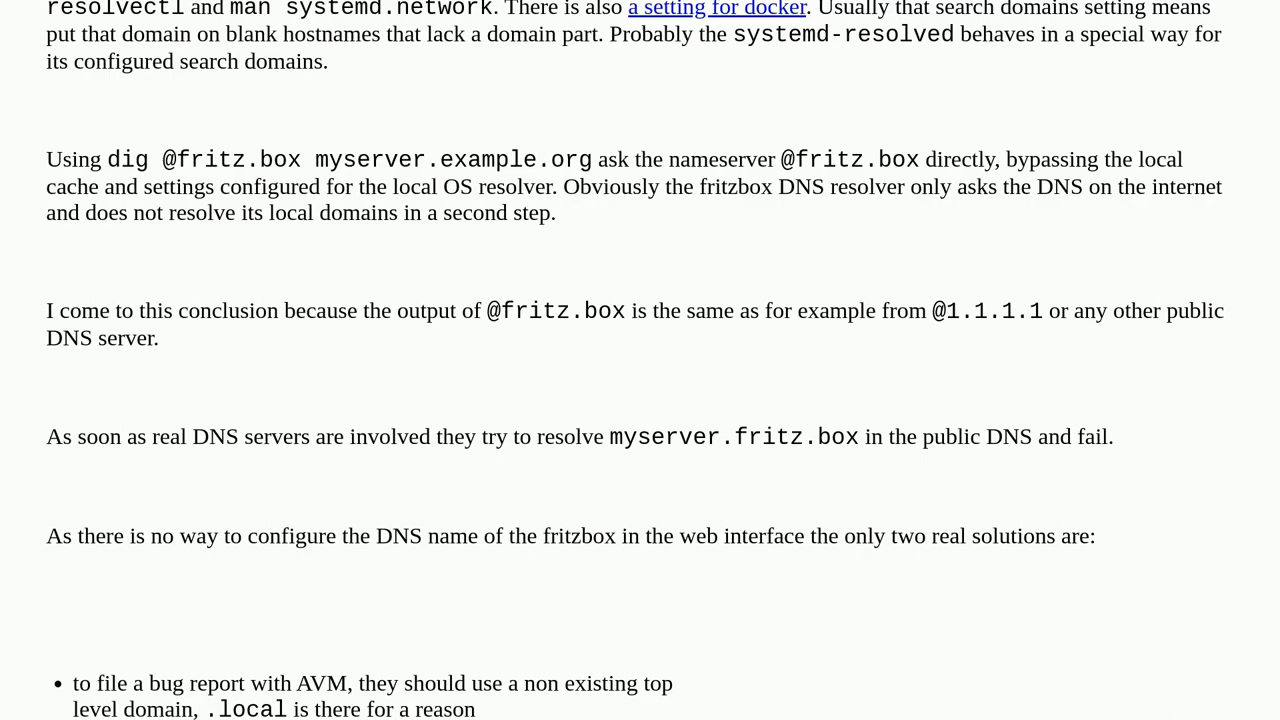 resolvectl and man systemd.network. There is also a setting for docker. Usually that search domains setting means
put that domain on blank hostnames that lack a domain part. Probably the systemd-resolved behaves in a special way for
its configured search domains.
Using dig @fritz.box myserver.example.org ask the nameserver @fritz.box directly, bypassing the local
cache and settings configured for the local OS resolver. Obviously the fritzbox DNS resolver only asks the DNS on the internet
and does not resolve its local domains in a second step.
I come to this conclusion because the output of @fritz.box is the same as for example from @1.1.1.1 or any other public
DNS server.
As soon as real DNS servers are involved they try to resolve myserver.fritz.box in the public DNS and fail.
As there is no way to configure the DNS name of the fritzbox in the web interface the only two real solutions are:
• to file a bug report with AVM, they should use a non existing top
level domain, .local is there for a reason